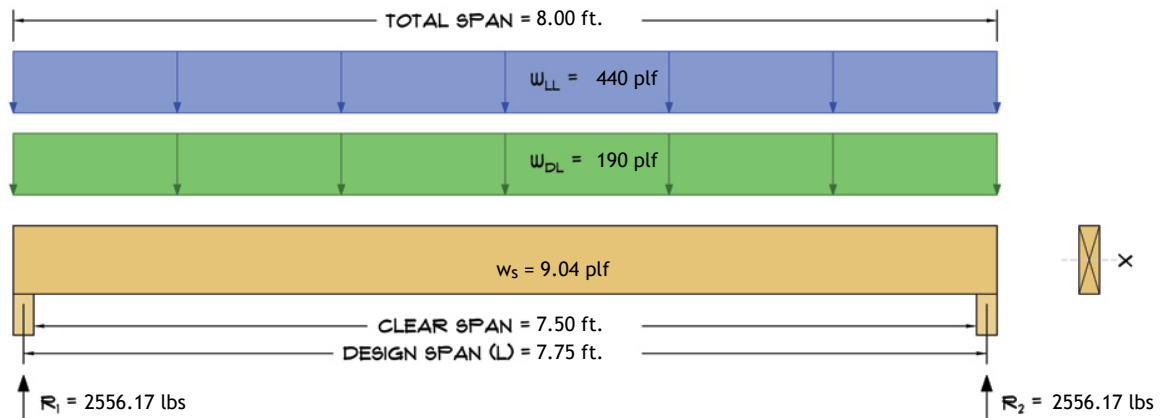 TOTAL SPAN = 8.00 ft.
wLL = 440 plf
wDL = 190 plf
ws = 9.04 plf
X
CLEAR SPAN = 7.50 ft.
DESIGN SPAN (L) = 7.75 ft.
R1 = 2556.17 lbs
R2 = 2556.17 lbs